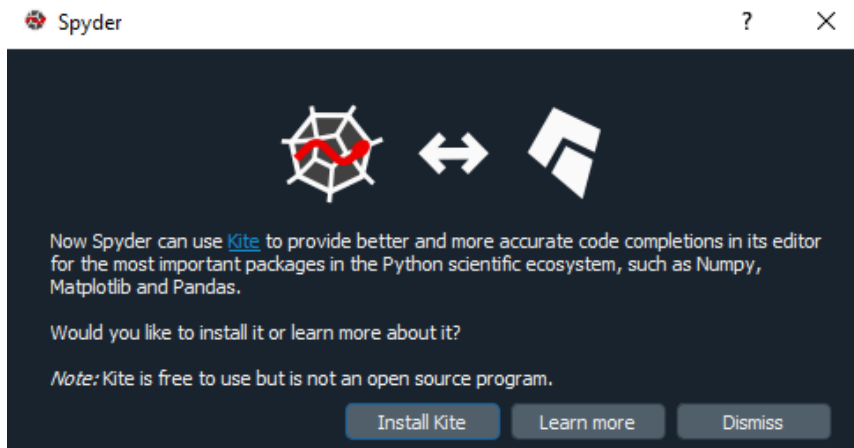 Spyder
Now Spyder can use Kite to provide better and more accurate code completions in its editor
for the most important packages in the Python scientific ecosystem, such as Numpy,
Matplotlib and Pandas.
Would you like to install it or learn more about it?
Note: Kite is free to use but is not an open source program.
Install Kite Learn more Dismiss